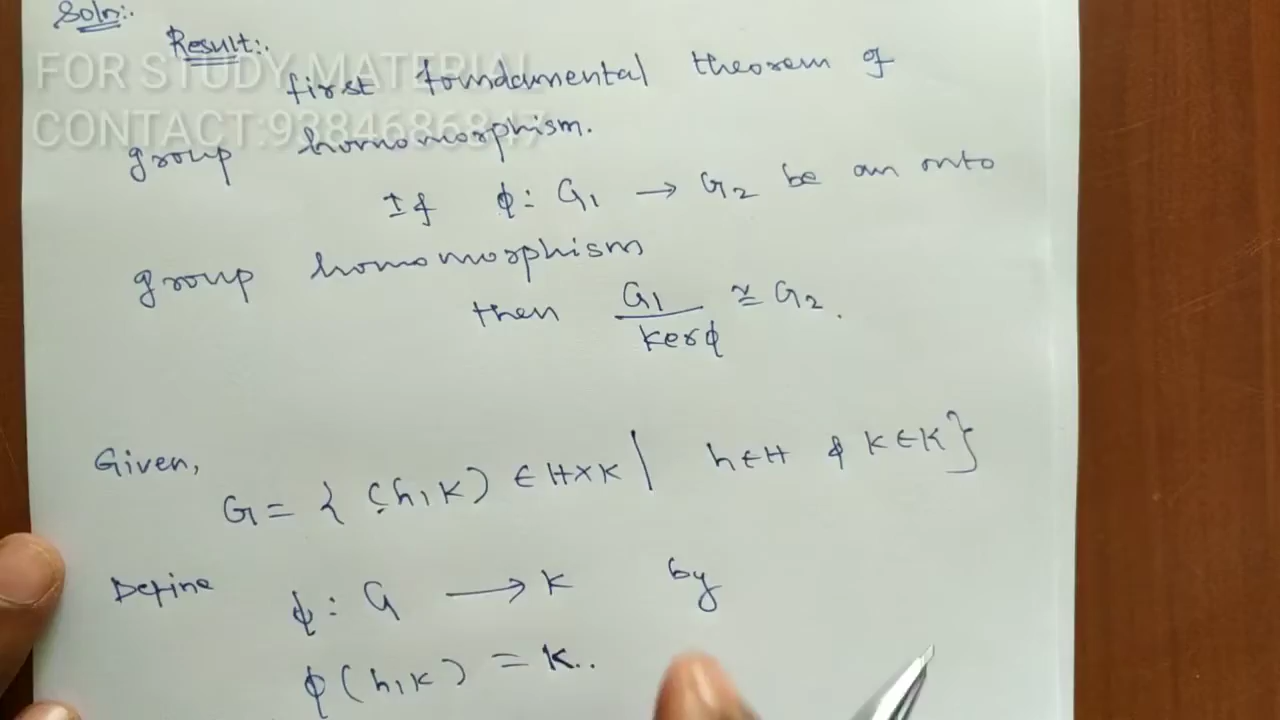 Soln:.
Result:.
FOR STUDY MATERIAL
first foundamental theorem of
CONTACT:9384686847
group homomorphism.
If ϕ: G₁ → G₂ be an onto
group homomorphism
then G₁/kerϕ ≃ G₂.
Given,
G = { (h,k) ∈ H×K | h∈H & k∈K}
Define ϕ: G ⟶ K by
ϕ(h,k) = k..